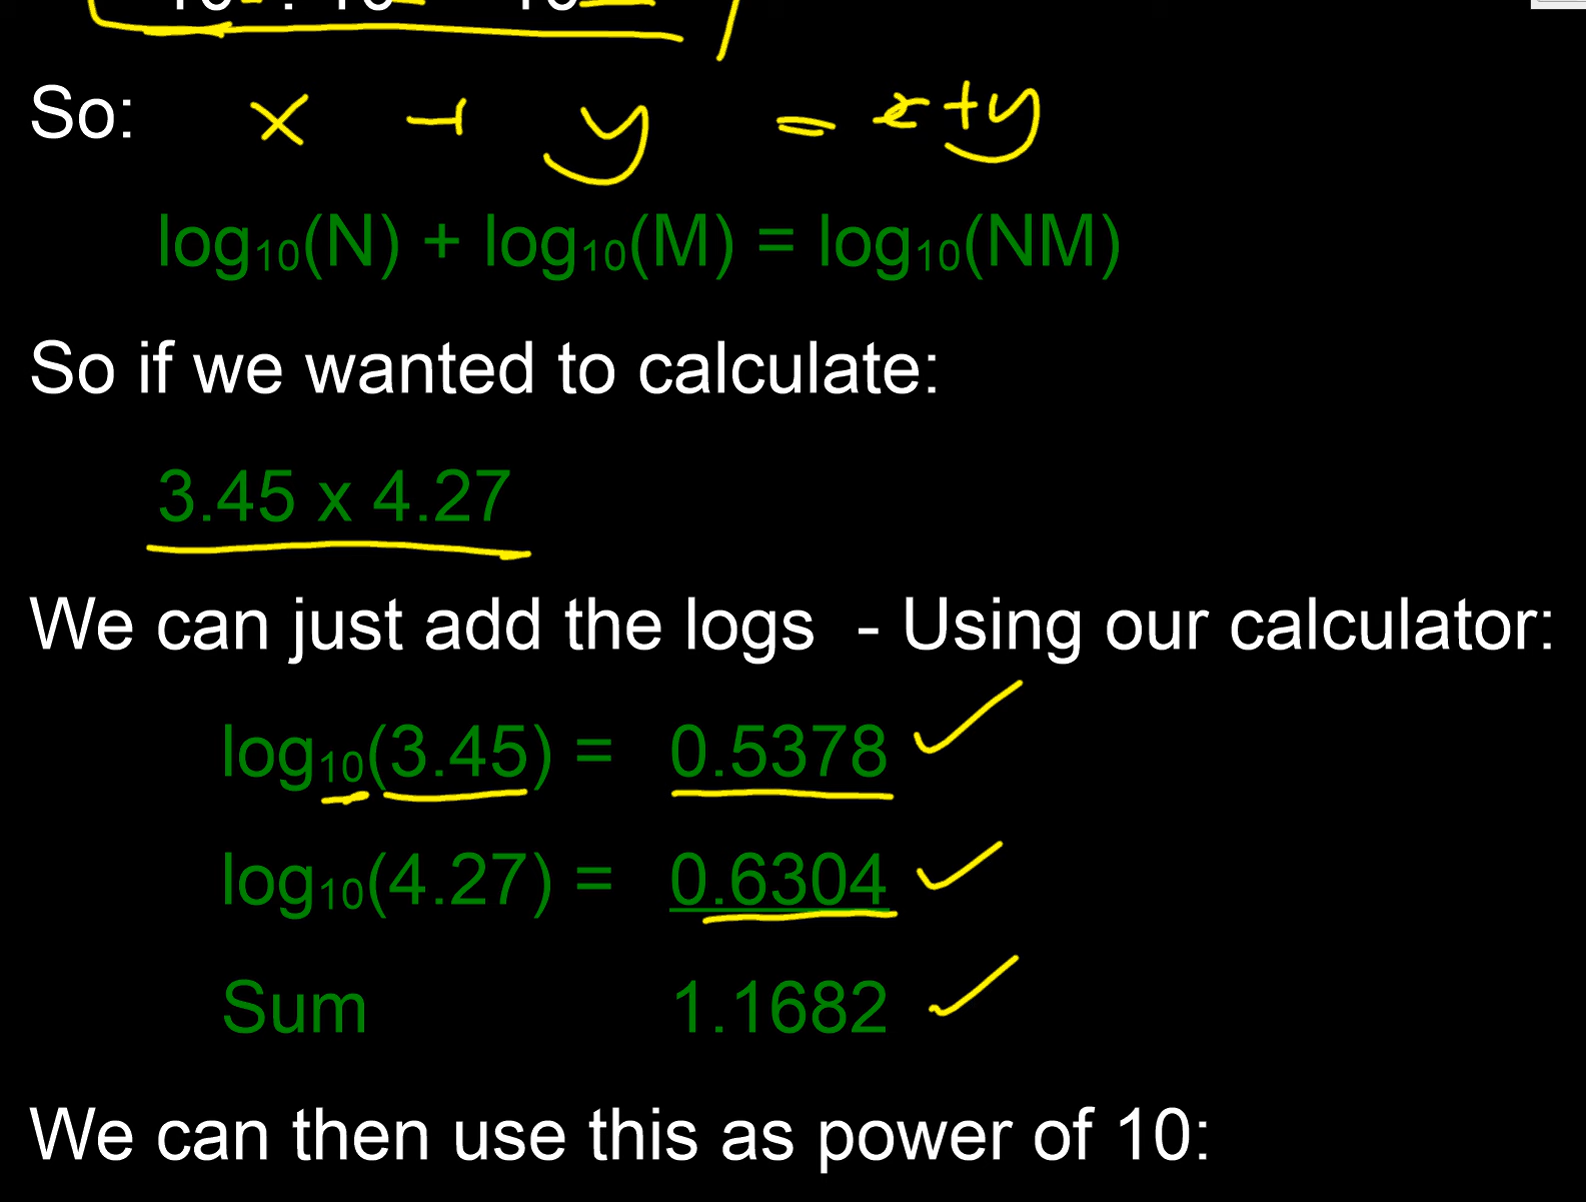 So: x + y = x+y
log₁₀(N) + log₁₀(M) = log₁₀(NM)
So if we wanted to calculate:
3.45 x 4.27
We can just add the logs - Using our calculator:
log₁₀(3.45) = 0.5378
log₁₀(4.27) = 0.6304
Sum 1.1682
We can then use this as power of 10: